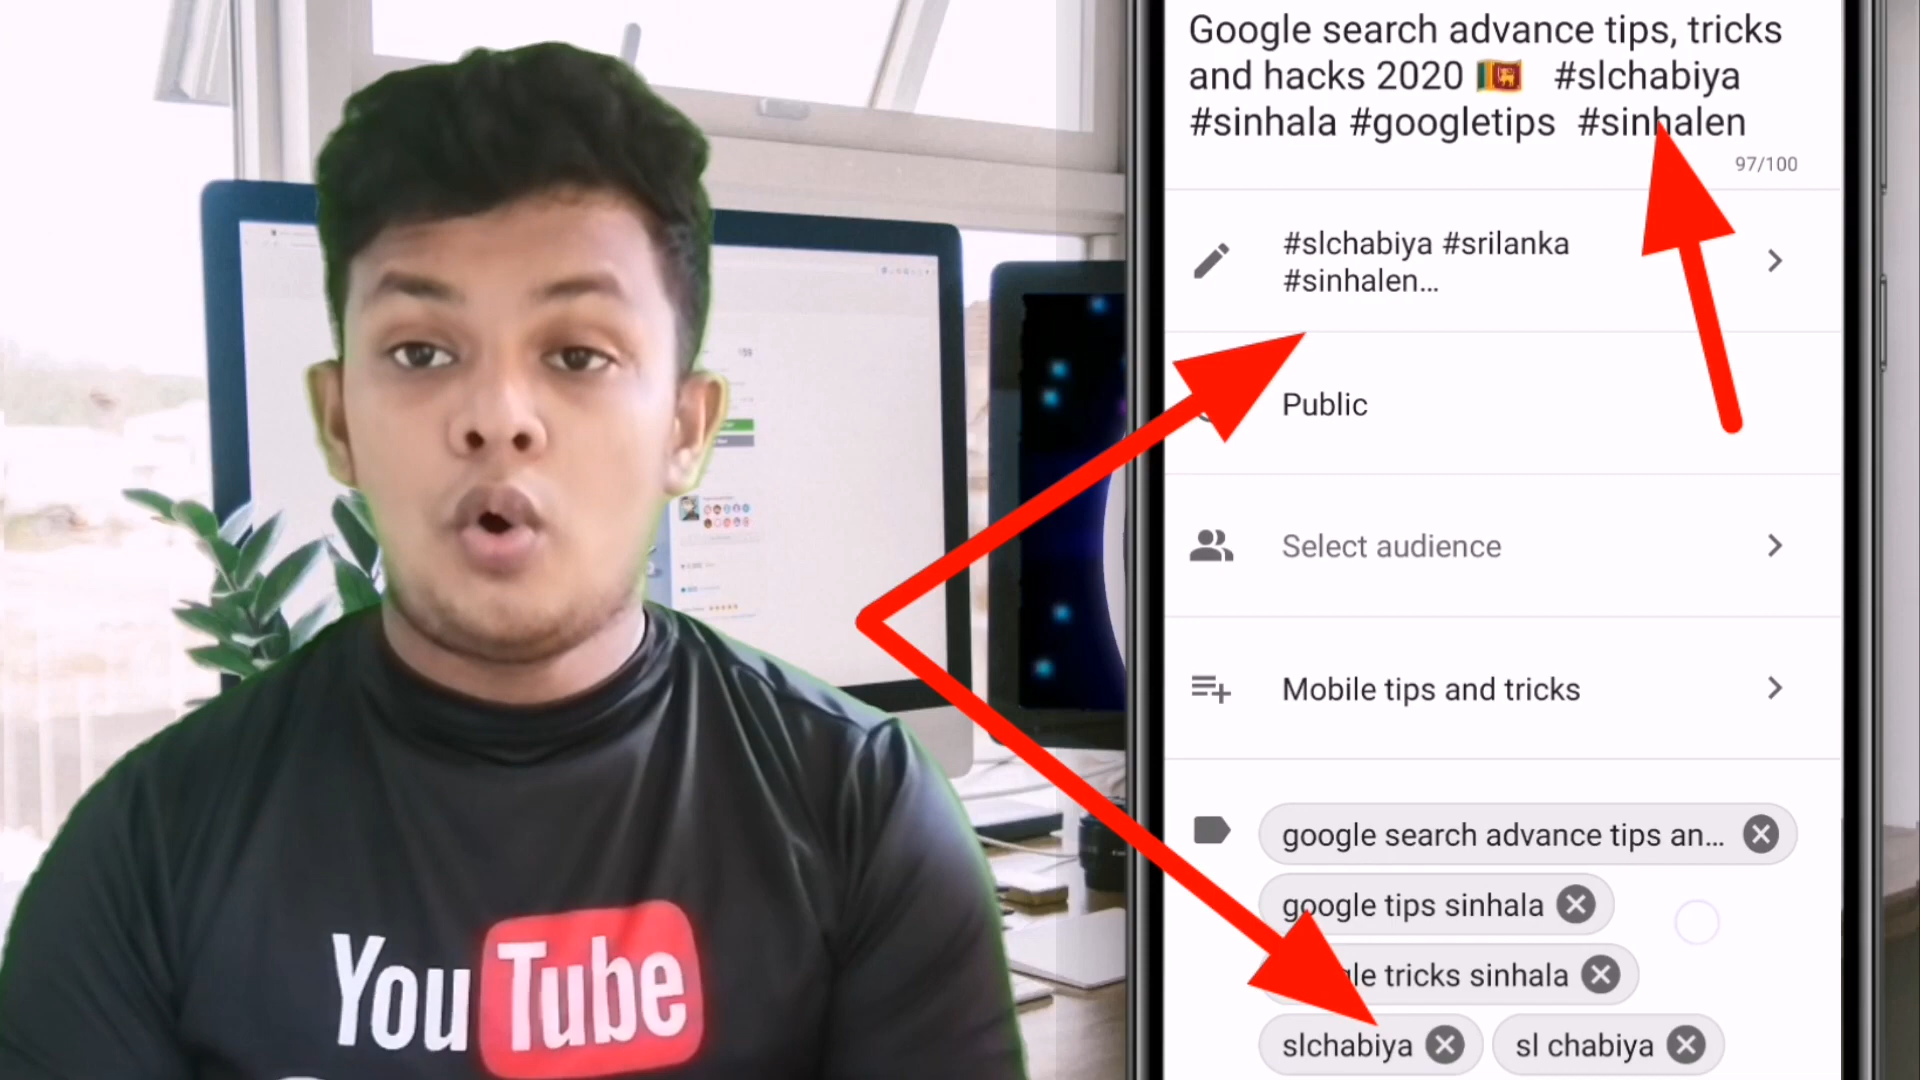 Google search advance tips, tricks
and hacks 2020 🇱🇰 #slchabiya
#sinhala #googletips #sinhalen
97/100
#slchabiya #srilanka
#sinhalen...
Public
Select audience
Mobile tips and tricks
google search advance tips an...
google tips sinhala
le tricks sinhala
slchabiya
sl chabiya
YouTube